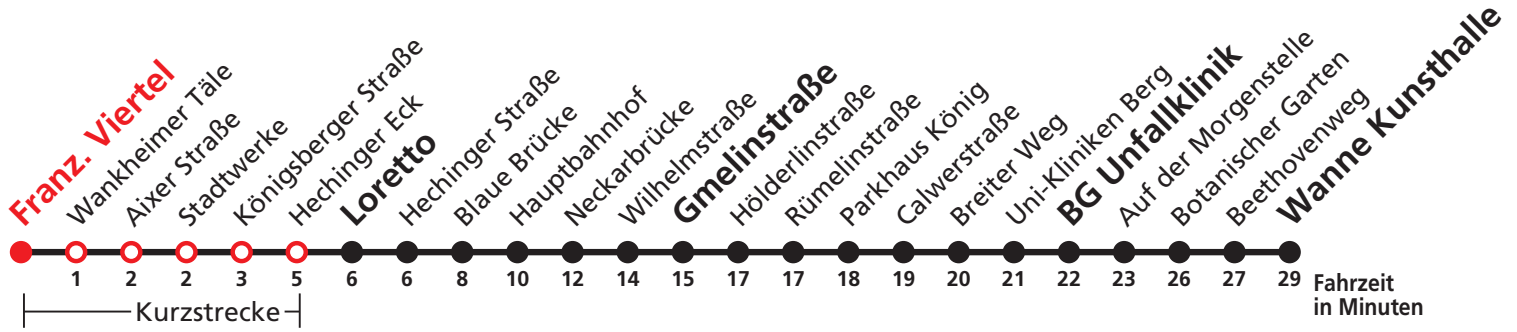 Franz. Viertel
Wankheimer Täle
Aixer Straße
Stadtwerke
Königsberger Straße
Hechinger Eck
Loretto
Hechinger Straße
Blaue Brücke
Hauptbahnhof
Neckarbrücke
Wilhelmstraße
Gmelinstraße
Hölderlinstraße
Rümelinstraße
Parkhaus König
Calwerstraße
Breiter Weg
Uni-Kliniken Berg
BG Unfallklinik
Auf der Morgenstelle
Botanischer Garten
Beethovenweg
Wanne Kunsthalle
1 2 2 3 5 6 6 8 10 12 14 15 17 17 18 19 20 21 22 23 26 27 29
Fahrzeit
in Minuten
Kurzstrecke